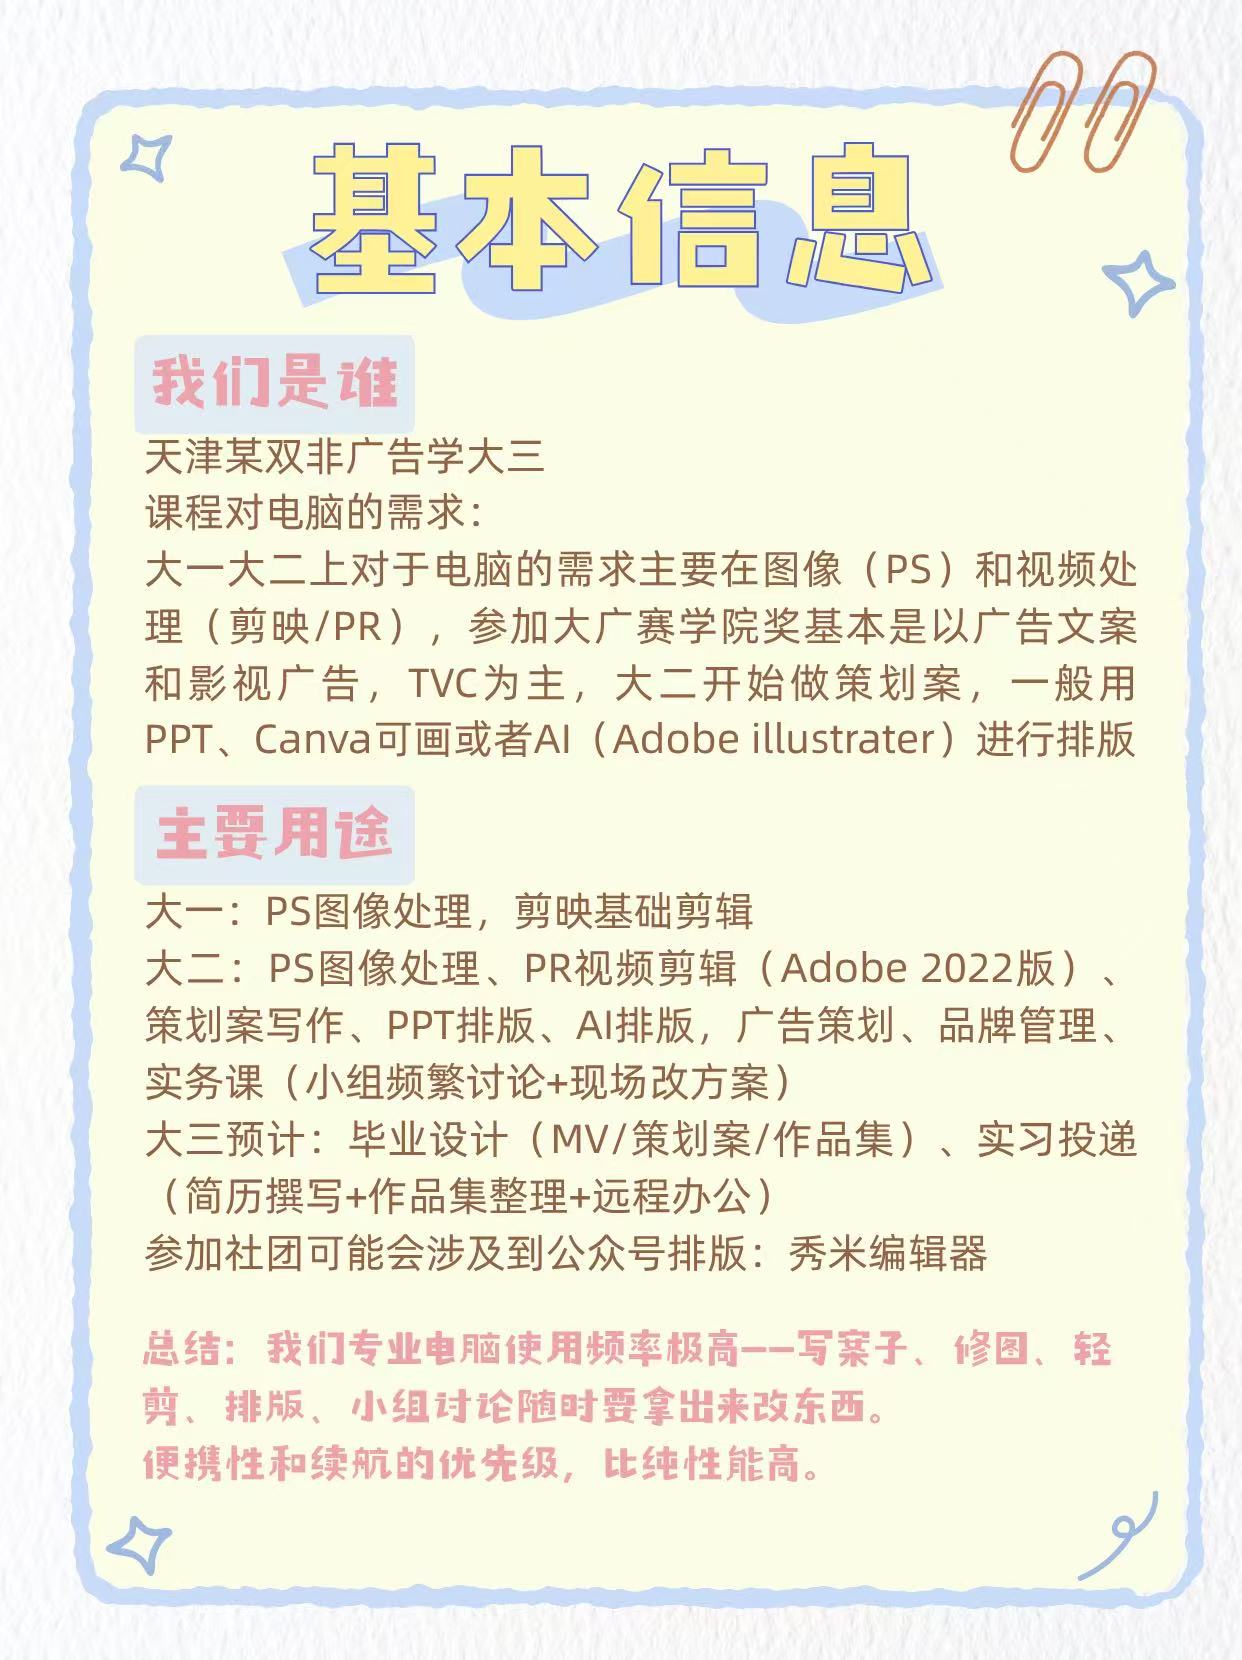 基本信息
我们是谁
天津某双非广告学大三
课程对电脑的需求：
大一大二上对于电脑的需求主要在图像（PS）和视频处
理（剪映/PR），参加大广赛学院奖基本是以广告文案
和影视广告，TVC为主，大二开始做策划案，一般用
PPT、Canva可画或者AI（Adobe illustrater）进行排版
主要用途
大一：PS图像处理，剪映基础剪辑
大二：PS图像处理、PR视频剪辑（Adobe 2022版）、
策划案写作、PPT排版、AI排版，广告策划、品牌管理、
实务课（小组频繁讨论+现场改方案）
大三预计：毕业设计（MV/策划案/作品集）、实习投递
（简历撰写+作品集整理+远程办公）
参加社团可能会涉及到公众号排版：秀米编辑器
总结：我们专业电脑使用频率极高——写案子、修图、轻
剪、排版、小组讨论随时要拿出来改东西。
便携性和续航的优先级，比纯性能高。